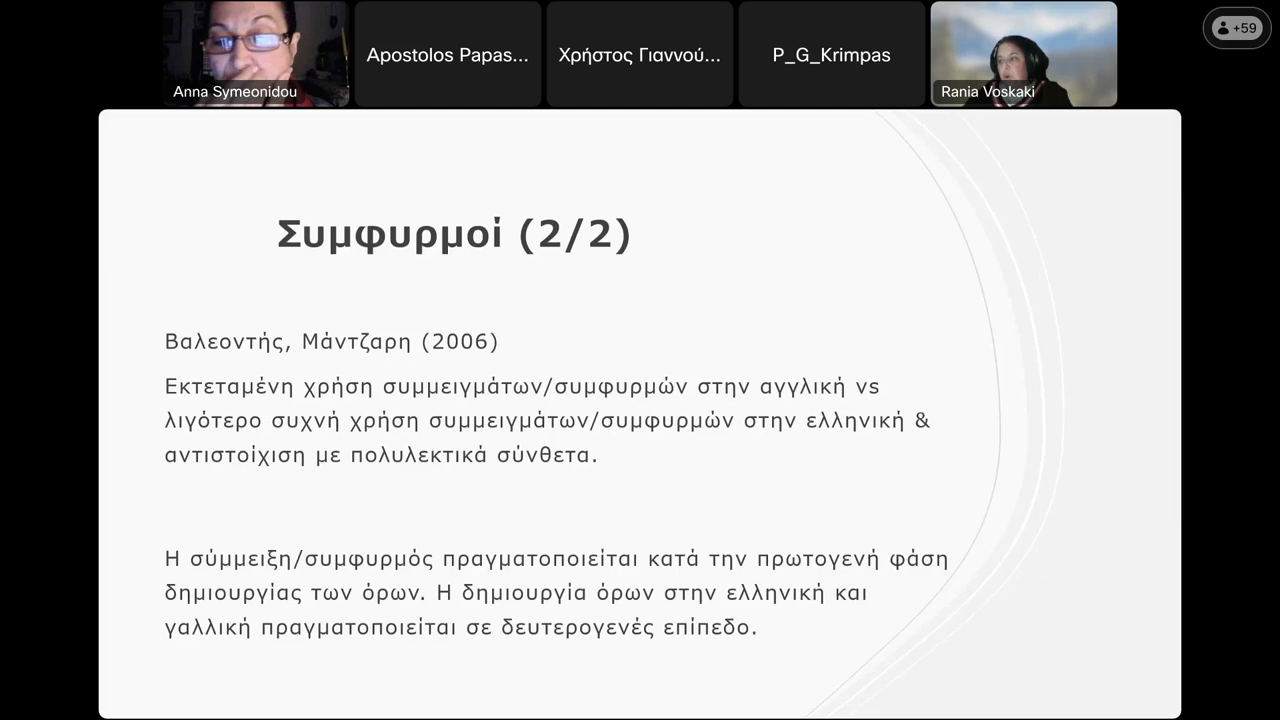 Anna Symeonidou
Apostolos Papas...
Χρήστος Γιαννού...
P_G_Krimpas
Rania Voskaki
+59
Συμφυρμοί (2/2)
Βαλεοντής, Μάντζαρη (2006)
Εκτεταμένη χρήση συμμειγμάτων/συμφυρμών στην αγγλική vs
λιγότερο συχνή χρήση συμμειγμάτων/συμφυρμών στην ελληνική &
αντιστοίχιση με πολυλεκτικά σύνθετα.
Η σύμμειξη/συμφυρμός πραγματοποιείται κατά την πρωτογενή φάση
δημιουργίας των όρων. Η δημιουργία όρων στην ελληνική και
γαλλική πραγματοποιείται σε δευτερογενές επίπεδο.